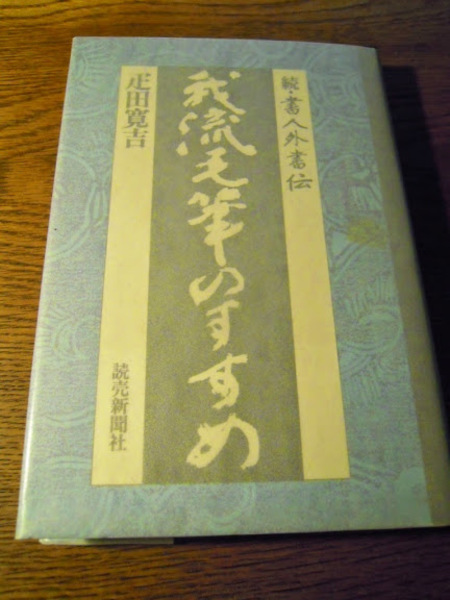 続・書人外書伝
我流毛筆のすすめ
疋田寛吉
読売新聞社